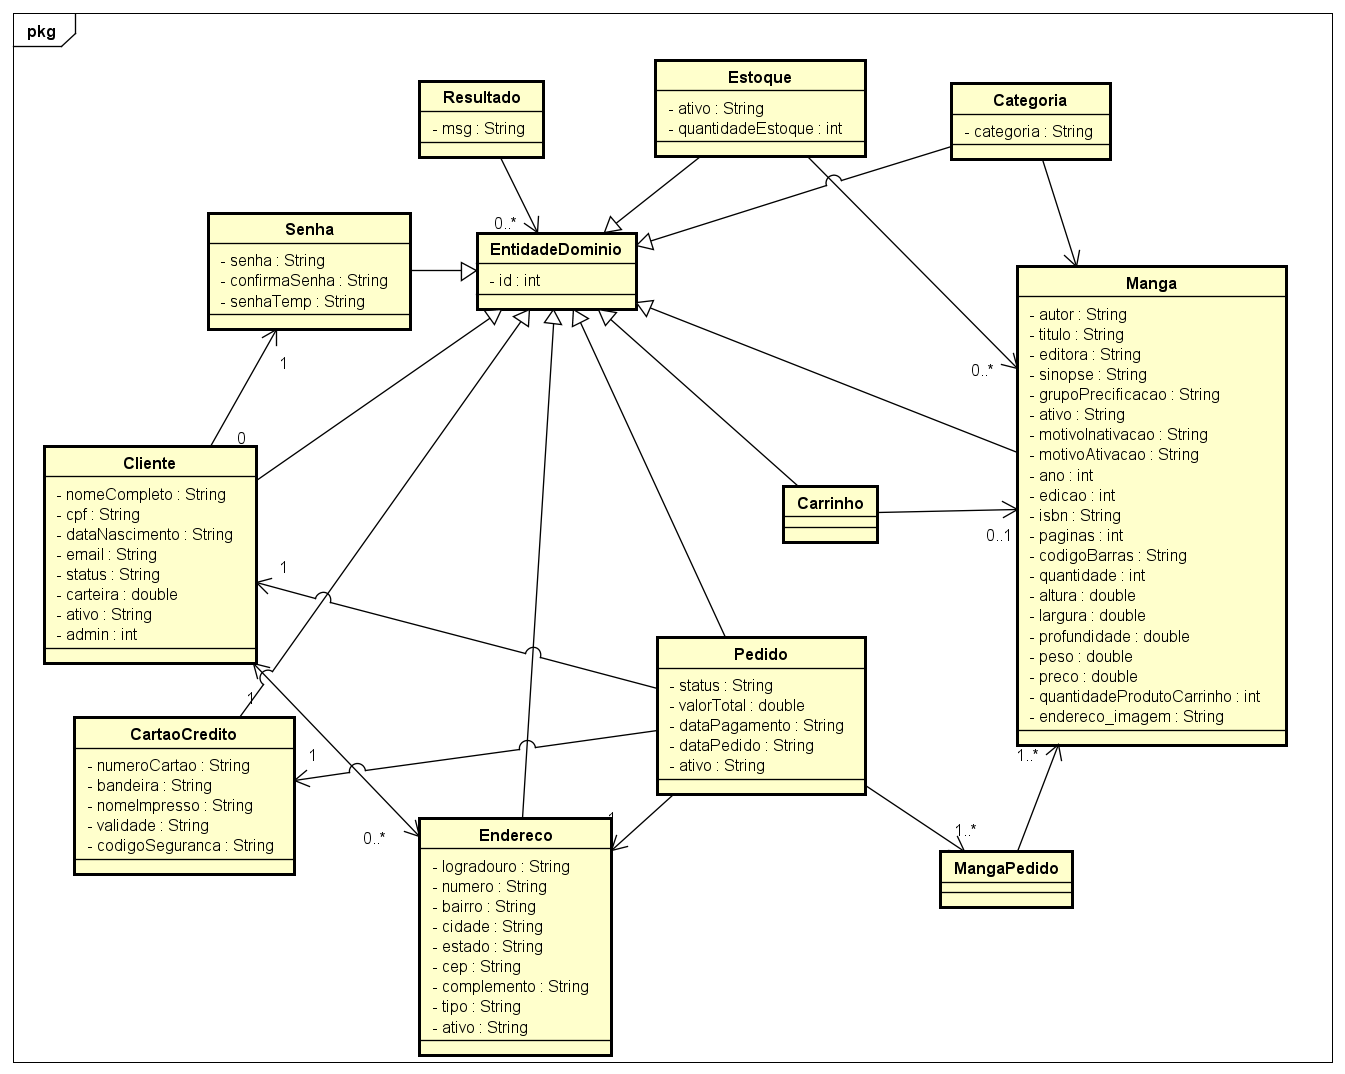 pkg
Resultado
- msg : String
Estoque
- ativo : String
- quantidadeEstoque : int
Categoria
- categoria : String
Senha
- senha : String
- confirmaSenha : String
- senhaTemp : String
0..*
EntidadeDominio
- id : int
Manga
- autor : String
- titulo : String
- editora : String
- sinopse : String
- grupoPrecificacao : String
- ativo : String
- motivoInativacao : String
- motivoAtivacao : String
- ano : int
- edicao : int
- isbn : String
- paginas : int
- codigoBarras : String
- quantidade : int
- altura : double
- largura : double
- profundidade : double
- peso : double
- preco : double
- quantidadeProdutoCarrinho : int
- endereco_imagem : String
1
0..*
0
Cliente
- nomeCompleto : String
- cpf : String
- dataNascimento : String
- email : String
- status : String
- carteira : double
- ativo : String
- admin : int
Carrinho
0..1
1
Pedido
- status : String
- valorTotal : double
- dataPagamento : String
- dataPedido : String
- ativo : String
1
CartaoCredito
- numeroCartao : String
- bandeira : String
- nomeImpresso : String
- validade : String
- codigoSeguranca : String
1
1..*
0..*
1
1..*
Endereco
- logradouro : String
- numero : String
- bairro : String
- cidade : String
- estado : String
- cep : String
- complemento : String
- tipo : String
- ativo : String
MangaPedido